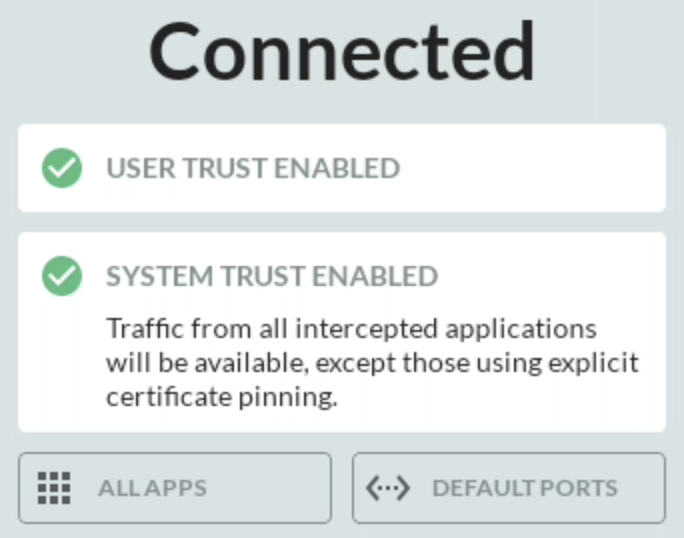 Connected
USER TRUST ENABLED
SYSTEM TRUST ENABLED
Traffic from all intercepted applications
will be available, except those using explicit
certificate pinning.
ALL APPS
DEFAULT PORTS